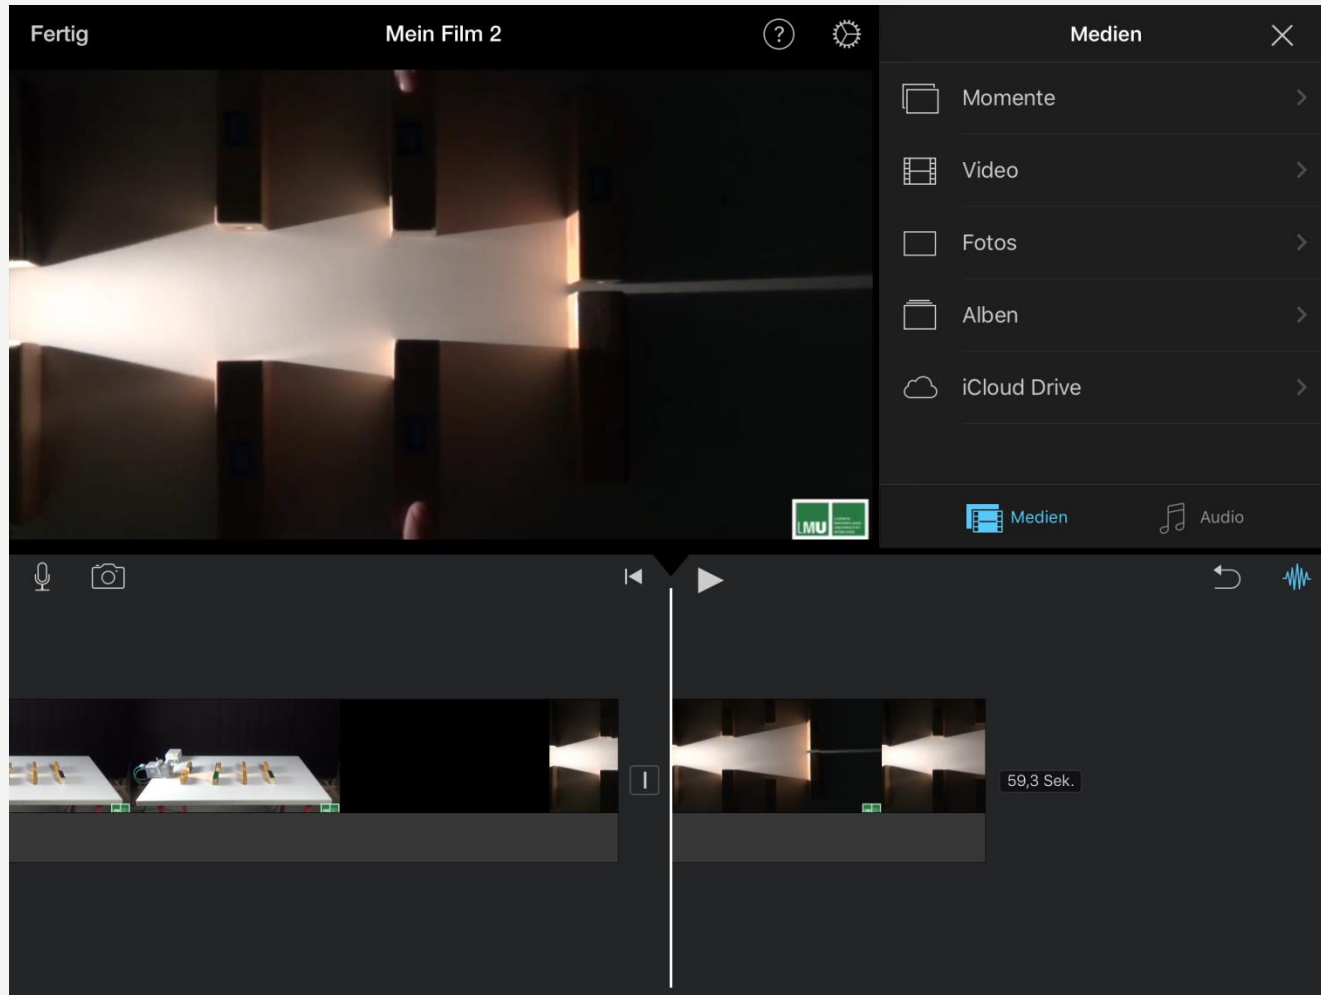 Fertig
Mein Film 2
?
Medien
Momente
Video
Fotos
Alben
iCloud Drive
LMU
Medien
Audio
59,3 Sek.